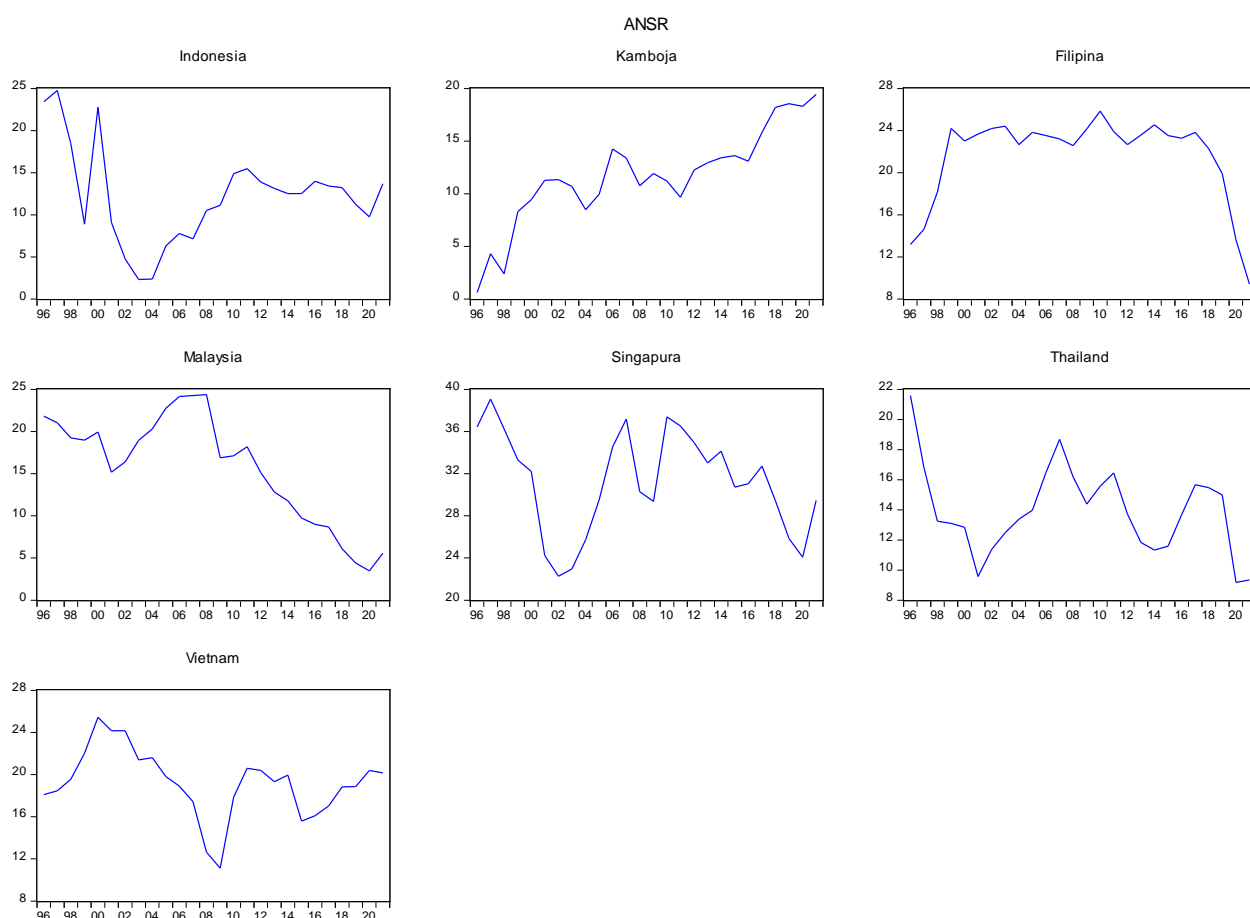 ANSR
Indonesia Kamboja Filipina
25 20 28
20 15 24
15 10 20
10 5 16
5 0 12
0 8
96 98 00 02 04 06 08 10 12 14 16 18 20 96 98 00 02 04 06 08 10 12 14 16 18 20 96 98 00 02 04 06 08 10 12 14 16 18 20
Malaysia Singapura Thailand
25 40 22
20 36 20
15 32 18
10 28 16
5 24 14
0 20 12
10
8
96 98 00 02 04 06 08 10 12 14 16 18 20 96 98 00 02 04 06 08 10 12 14 16 18 20 96 98 00 02 04 06 08 10 12 14 16 18 20
Vietnam
28
24
20
16
12
8
96 98 00 02 04 06 08 10 12 14 16 18 20